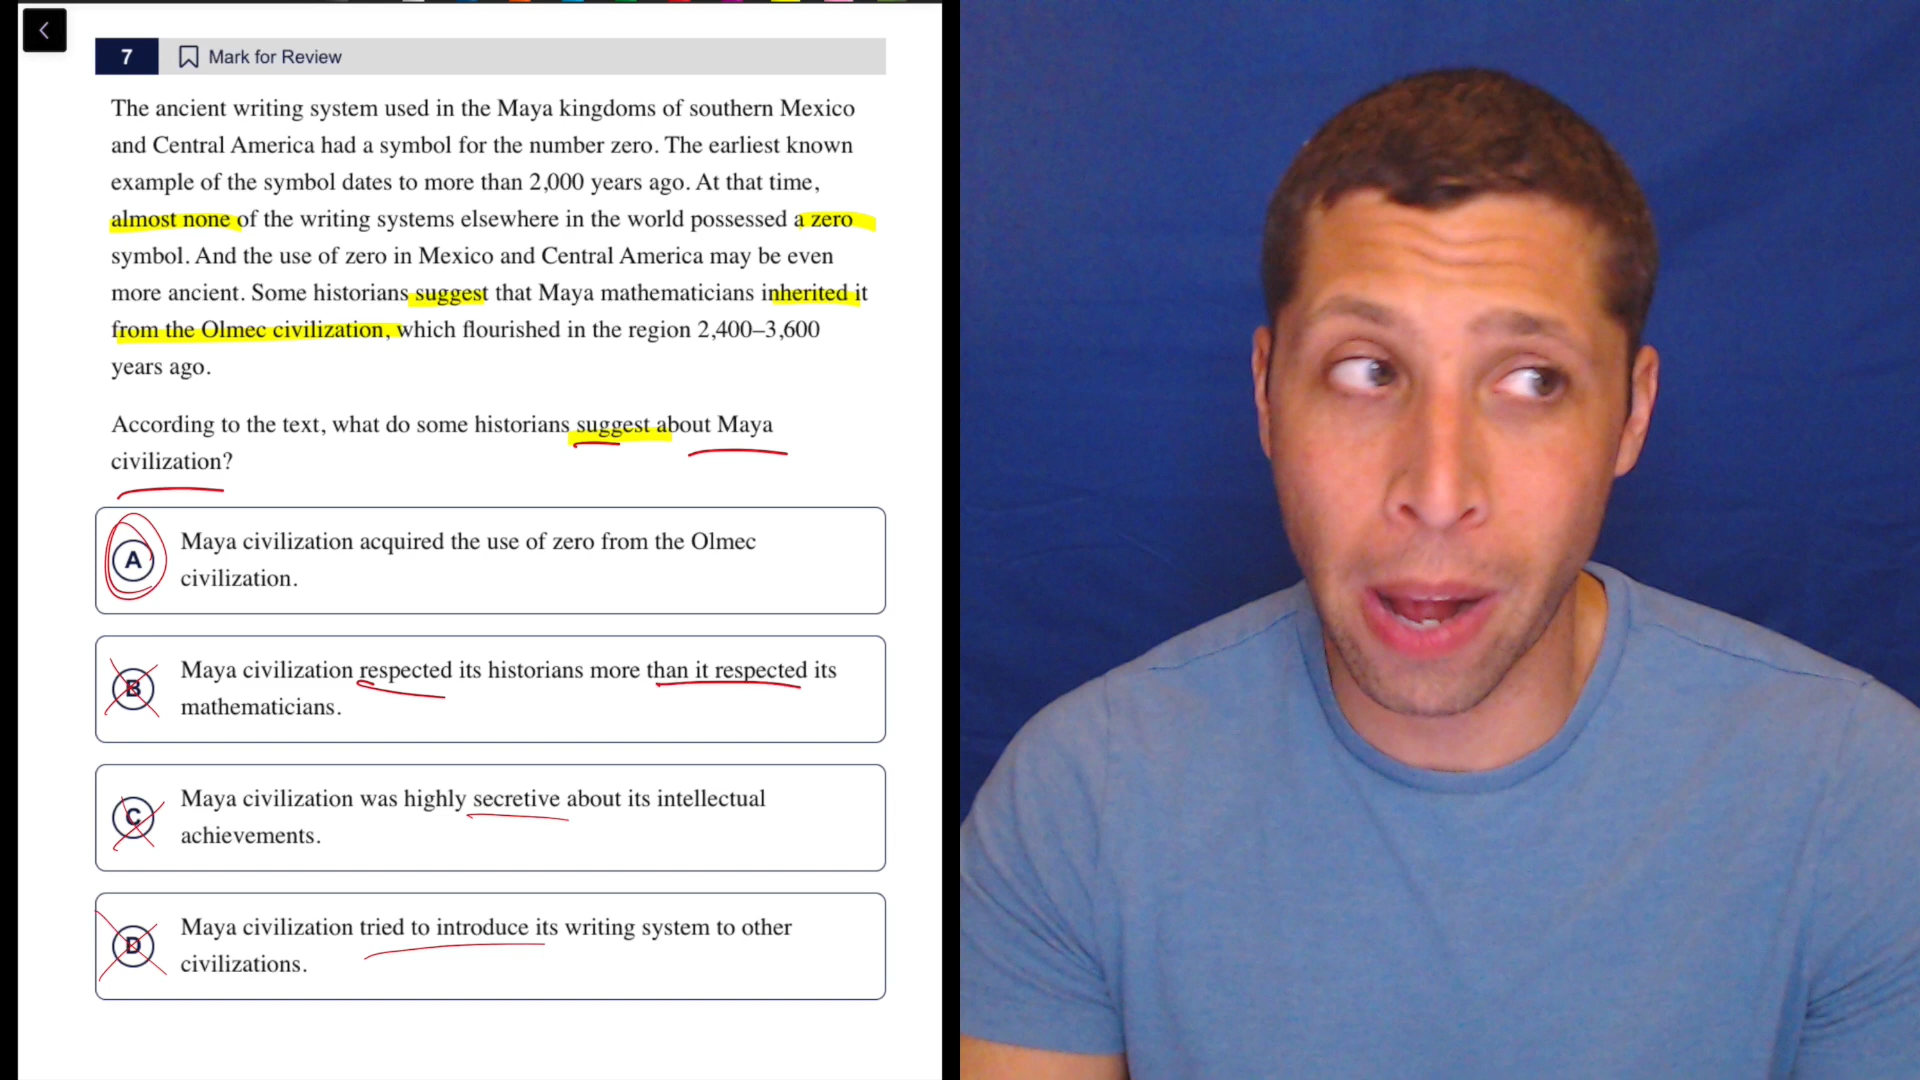 7 Mark for Review
The ancient writing system used in the Maya kingdoms of southern Mexico
and Central America had a symbol for the number zero. The earliest known
example of the symbol dates to more than 2,000 years ago. At that time,
almost none of the writing systems elsewhere in the world possessed a zero
symbol. And the use of zero in Mexico and Central America may be even
more ancient. Some historians suggest that Maya mathematicians inherited it
from the Olmec civilization, which flourished in the region 2,400–3,600
years ago.
According to the text, what do some historians suggest about Maya
civilization?
A Maya civilization acquired the use of zero from the Olmec
civilization.
B Maya civilization respected its historians more than it respected its
mathematicians.
C Maya civilization was highly secretive about its intellectual
achievements.
D Maya civilization tried to introduce its writing system to other
civilizations.